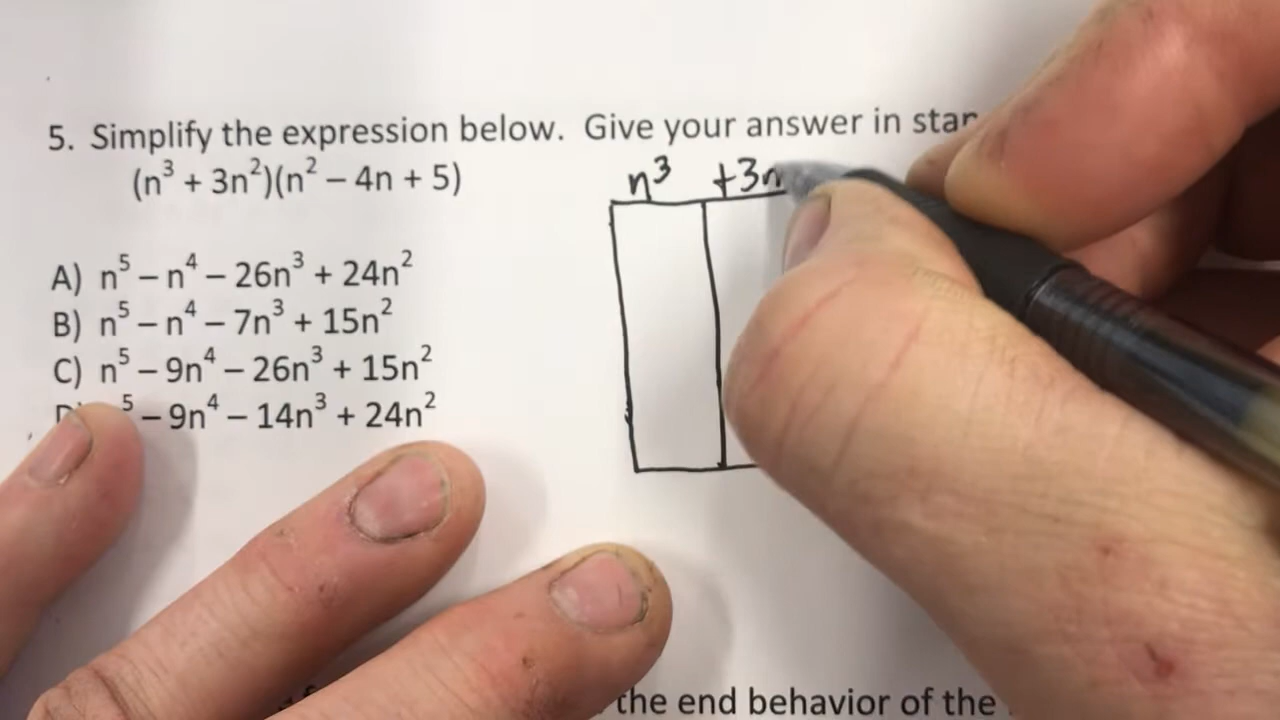 5. Simplify the expression below. Give your answer in
(n³ + 3n²)(n² – 4n + 5)
n³ +3n
A) n⁵ – n⁴ – 26n³ + 24n²
B) n⁵ – n⁴ – 7n³ + 15n²
C) n⁵ – 9n⁴ – 26n³ + 15n²
⁵ – 9n⁴ – 14n³ + 24n²
the end behavior of the